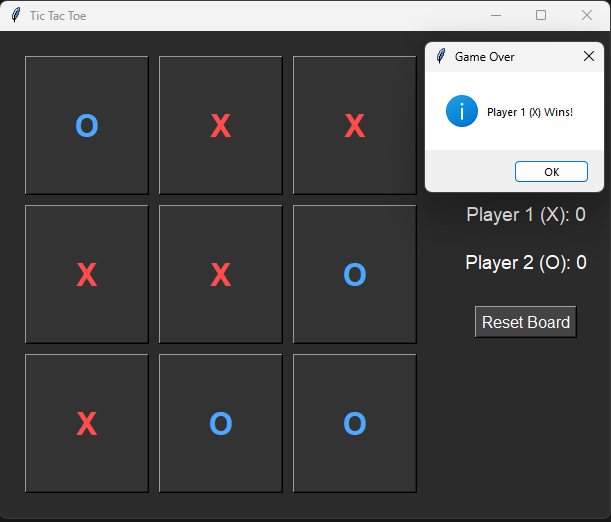 Tic Tac Toe
Game Over
Player 1 (X) Wins!
OK
O X X
X X O
X O O
Player 1 (X): 0
Player 2 (O): 0
Reset Board